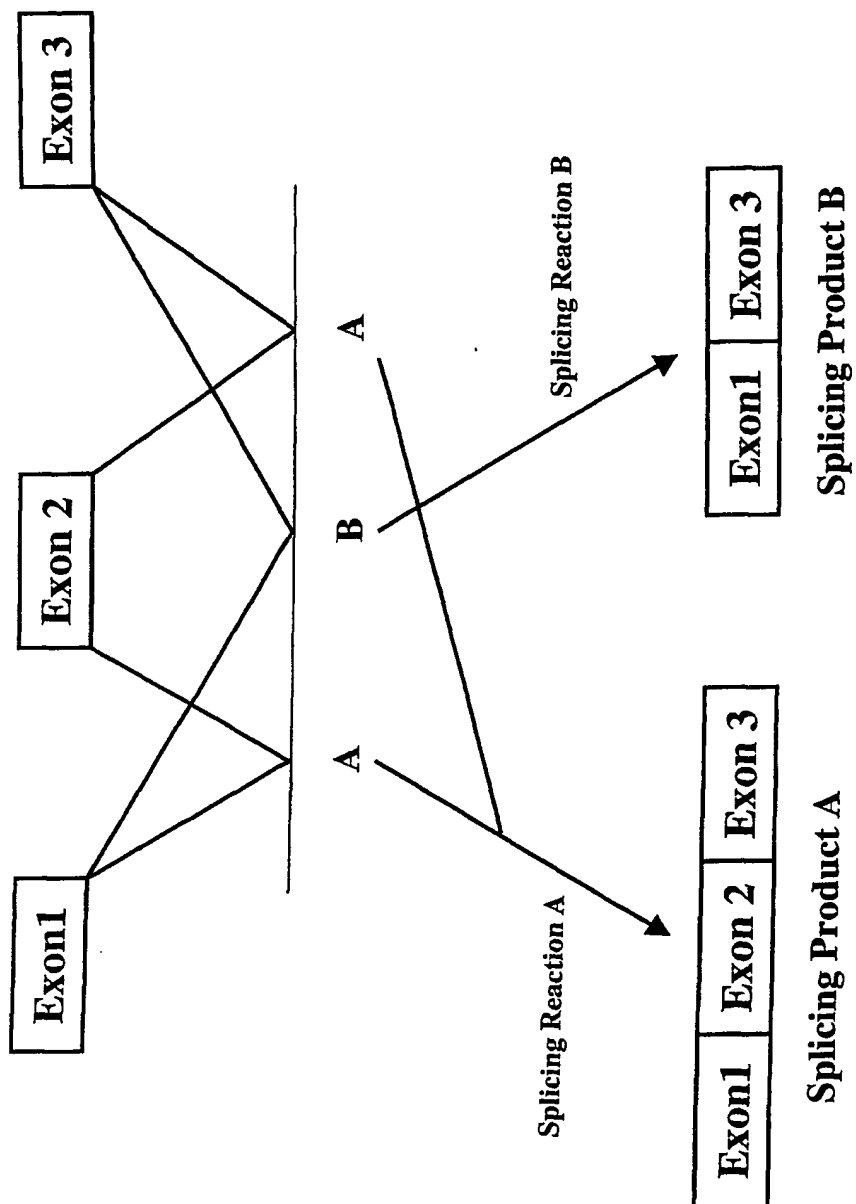 Exon1
Exon 2
Exon 3
A
B
A
Splicing Reaction A
Splicing Reaction B
Exon1 Exon 2 Exon 3
Exon1 Exon 3
Splicing Product A
Splicing Product B